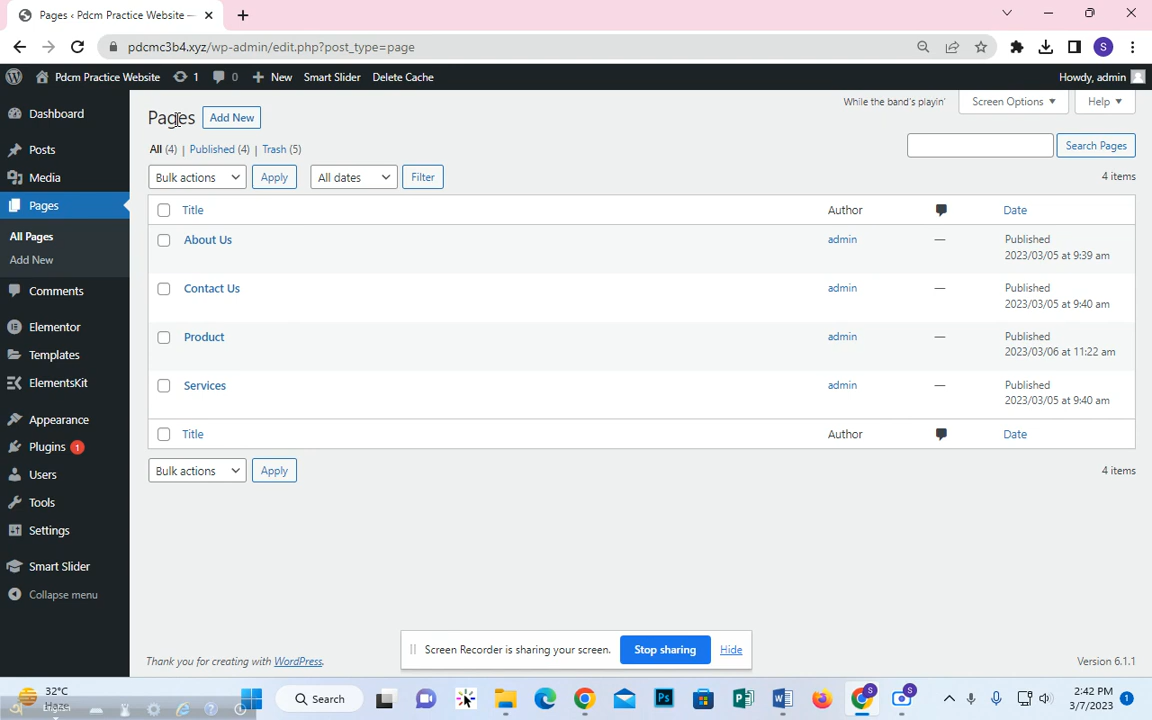 Pages ‹ Pdcm Practice Website —
pdcmc3b4.xyz/wp-admin/edit.php?post_type=page
S
Pdcm Practice Website 1 0 New Smart Slider Delete Cache Howdy, admin
While the band's playin' Screen Options Help
Pages Add New
All (4) | Published (4) | Trash (5)
Search Pages
Bulk actions Apply All dates Filter 4 items
Title Author Date
About Us admin — Published
2023/03/05 at 9:39 am
Contact Us admin — Published
2023/03/05 at 9:40 am
Product admin — Published
2023/03/06 at 11:22 am
Services admin — Published
2023/03/05 at 9:40 am
Title Author Date
Bulk actions Apply 4 items
Dashboard
Posts
Media
Pages
All Pages
Add New
Comments
Elementor
Templates
ElementsKit
Appearance
Plugins 1
Users
Tools
Settings
Smart Slider
Collapse menu
Screen Recorder is sharing your screen. Stop sharing Hide
Thank you for creating with WordPress. Version 6.1.1
32°C
Haze
English
Search
Ps
S
S
2:42 PM
3/7/2023
1